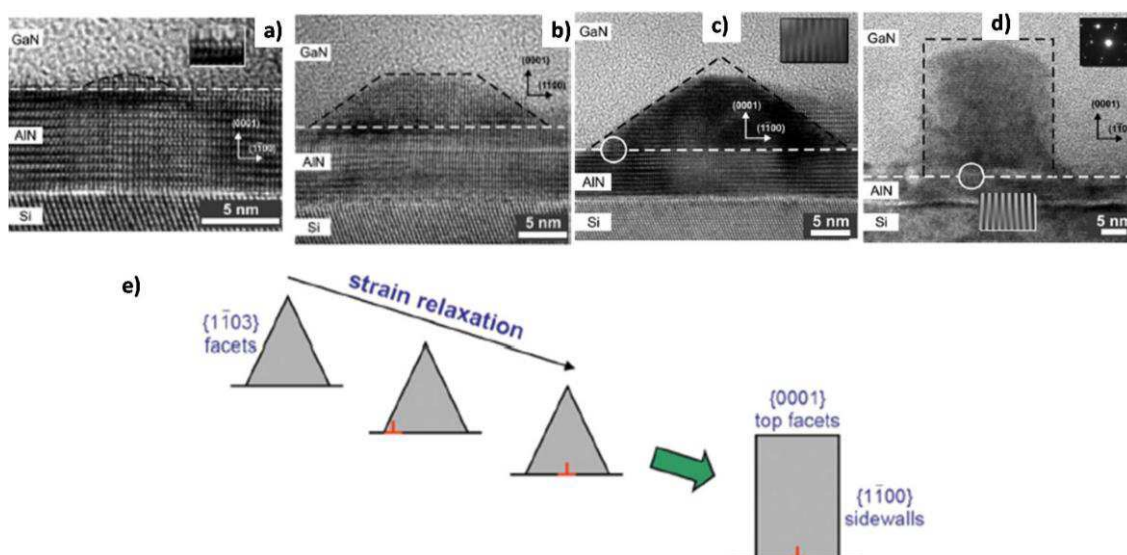 a)
GaN
AlN
Si
(0001)
(1̄100)
5 nm
b)
GaN
AlN
Si
(0001)
(1̄100)
5 nm
c)
GaN
AlN
Si
(0001)
(1̄100)
5 nm
d)
GaN
AlN
Si
(0001)
5 nm
e)
strain relaxation
{11̄03}
facets
{0001}
top facets
{11̄00}
sidewalls